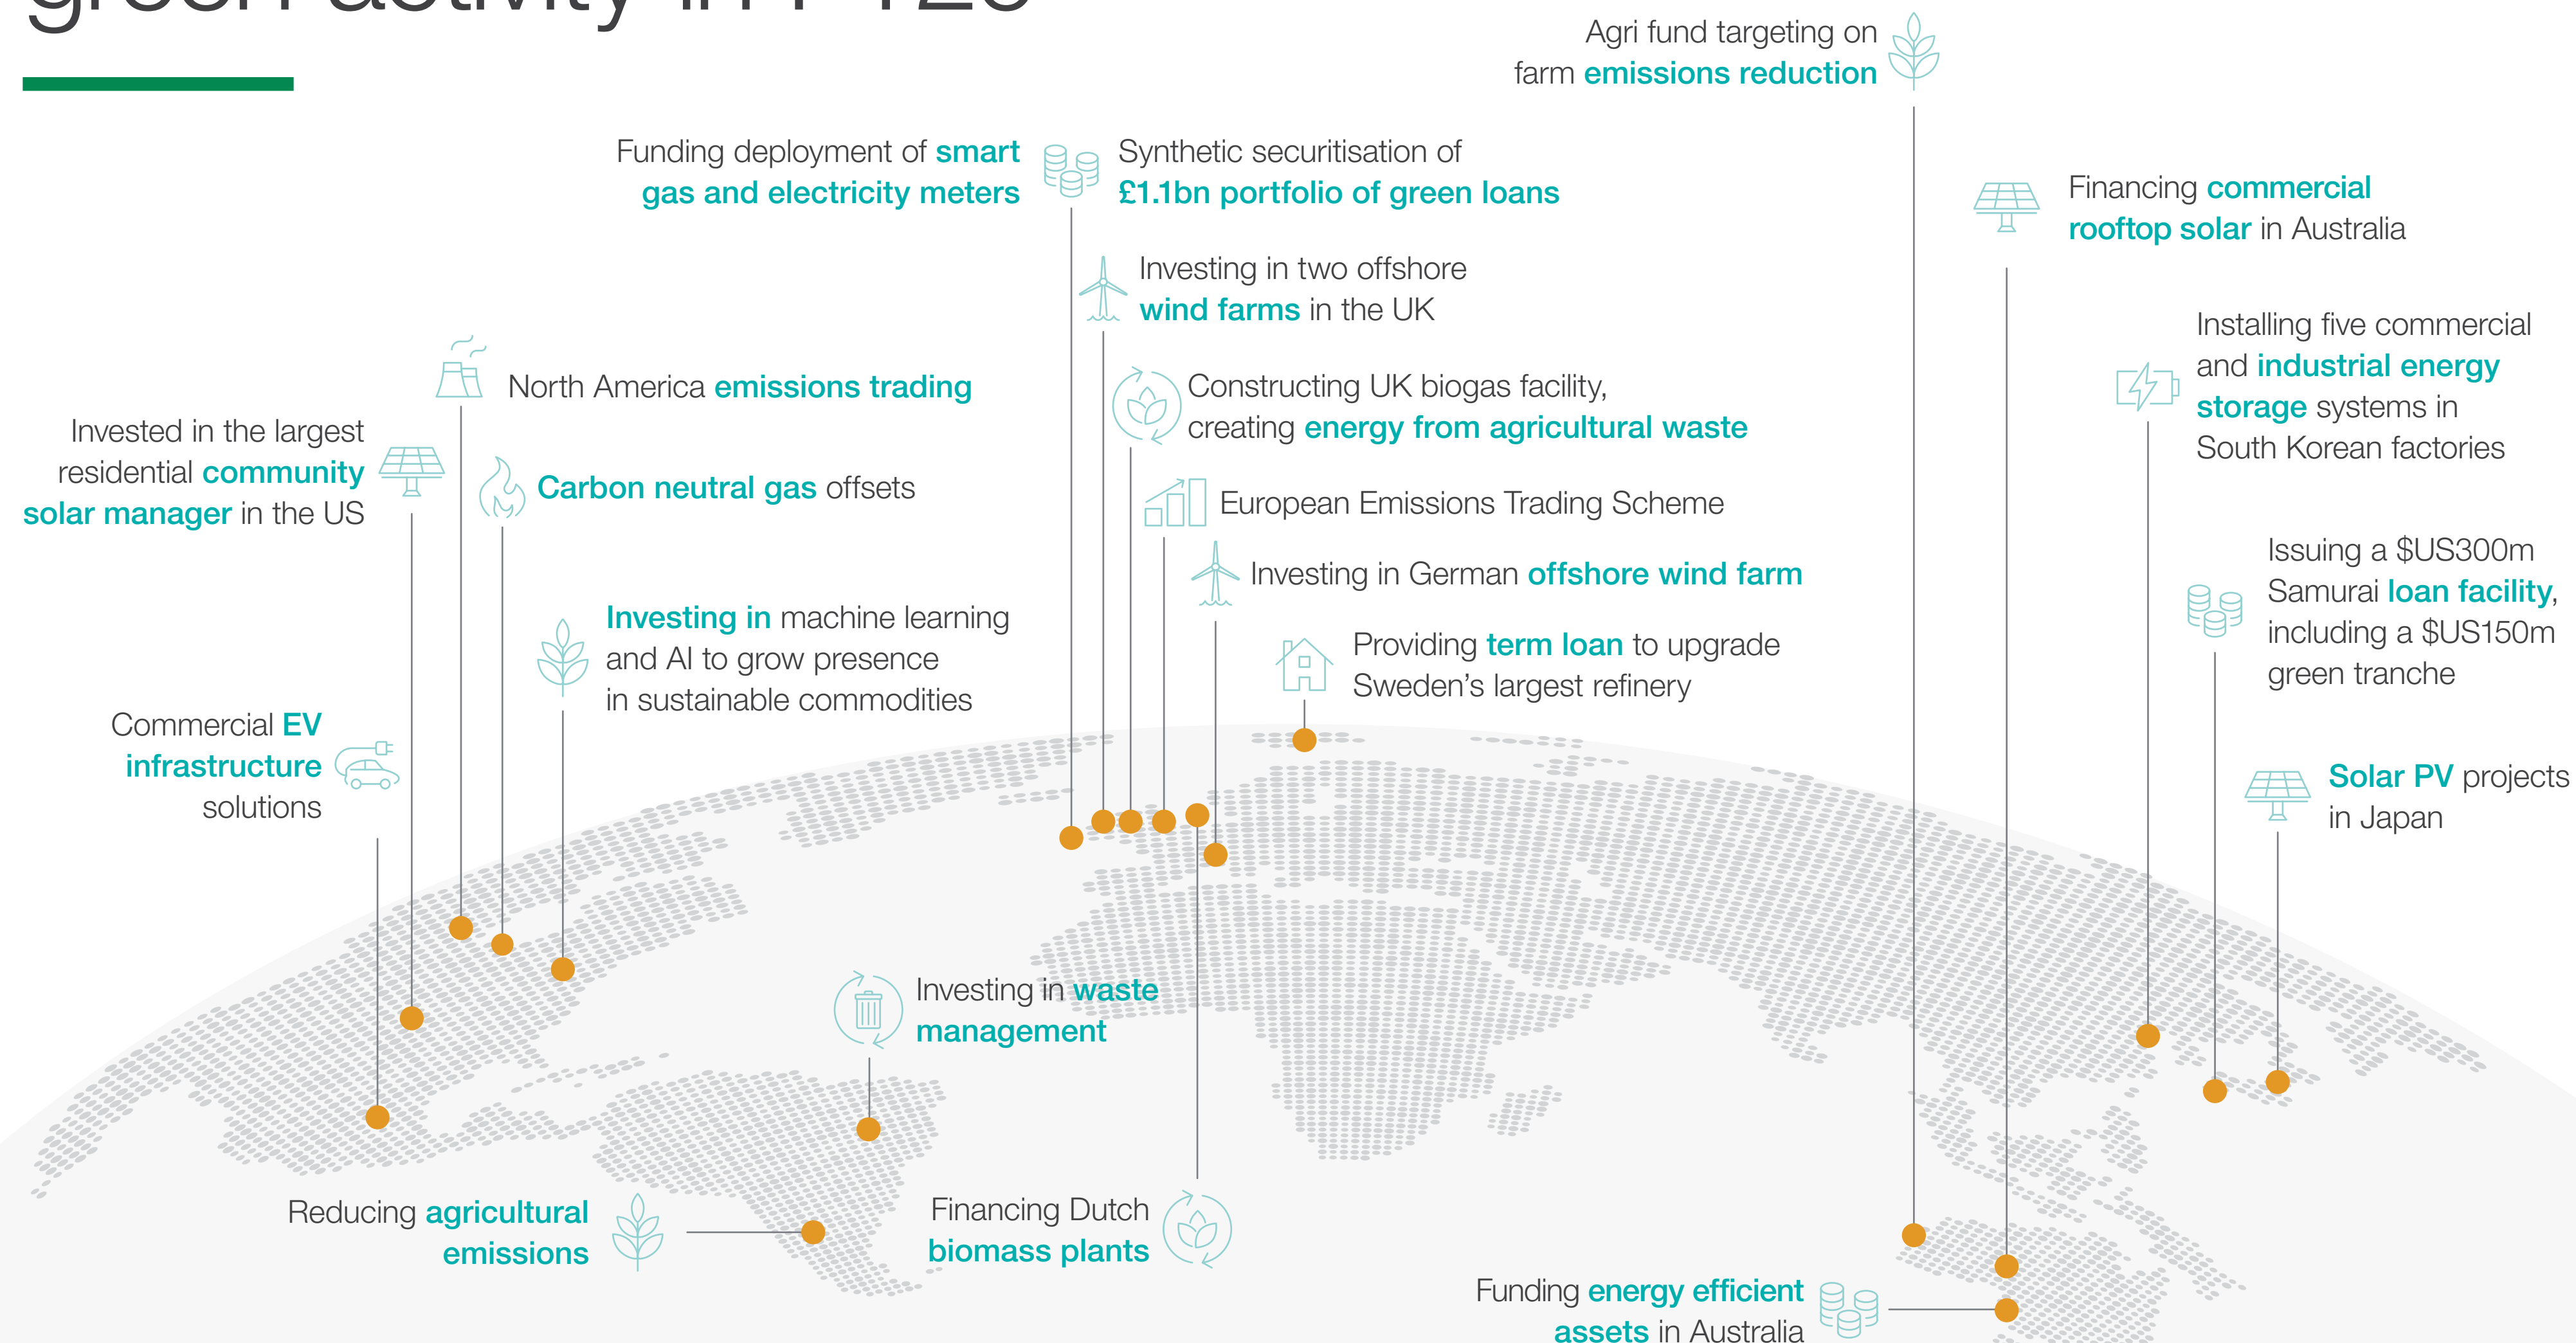 green activity in
Agri fund targeting on
farm emissions reduction
Funding deployment of smart
gas and electricity meters
Synthetic securitisation of
£1.1bn portfolio of green loans
Financing commercial
rooftop solar in Australia
Investing in two offshore
wind farms in the UK
Installing five commercial
and industrial energy
storage systems in
South Korean factories
North America emissions trading
Constructing UK biogas facility,
creating energy from agricultural waste
Invested in the largest
residential community
solar manager in the US
Carbon neutral gas offsets
European Emissions Trading Scheme
Investing in German offshore wind farm
Issuing a $US300m
Samurai loan facility,
including a $US150m
green tranche
Investing in machine learning
and AI to grow presence
in sustainable commodities
Providing term loan to upgrade
Sweden’s largest refinery
Commercial EV
infrastructure
solutions
Solar PV projects
in Japan
Investing in waste
management
Reducing agricultural
emissions
Financing Dutch
biomass plants
Funding energy efficient
assets in Australia